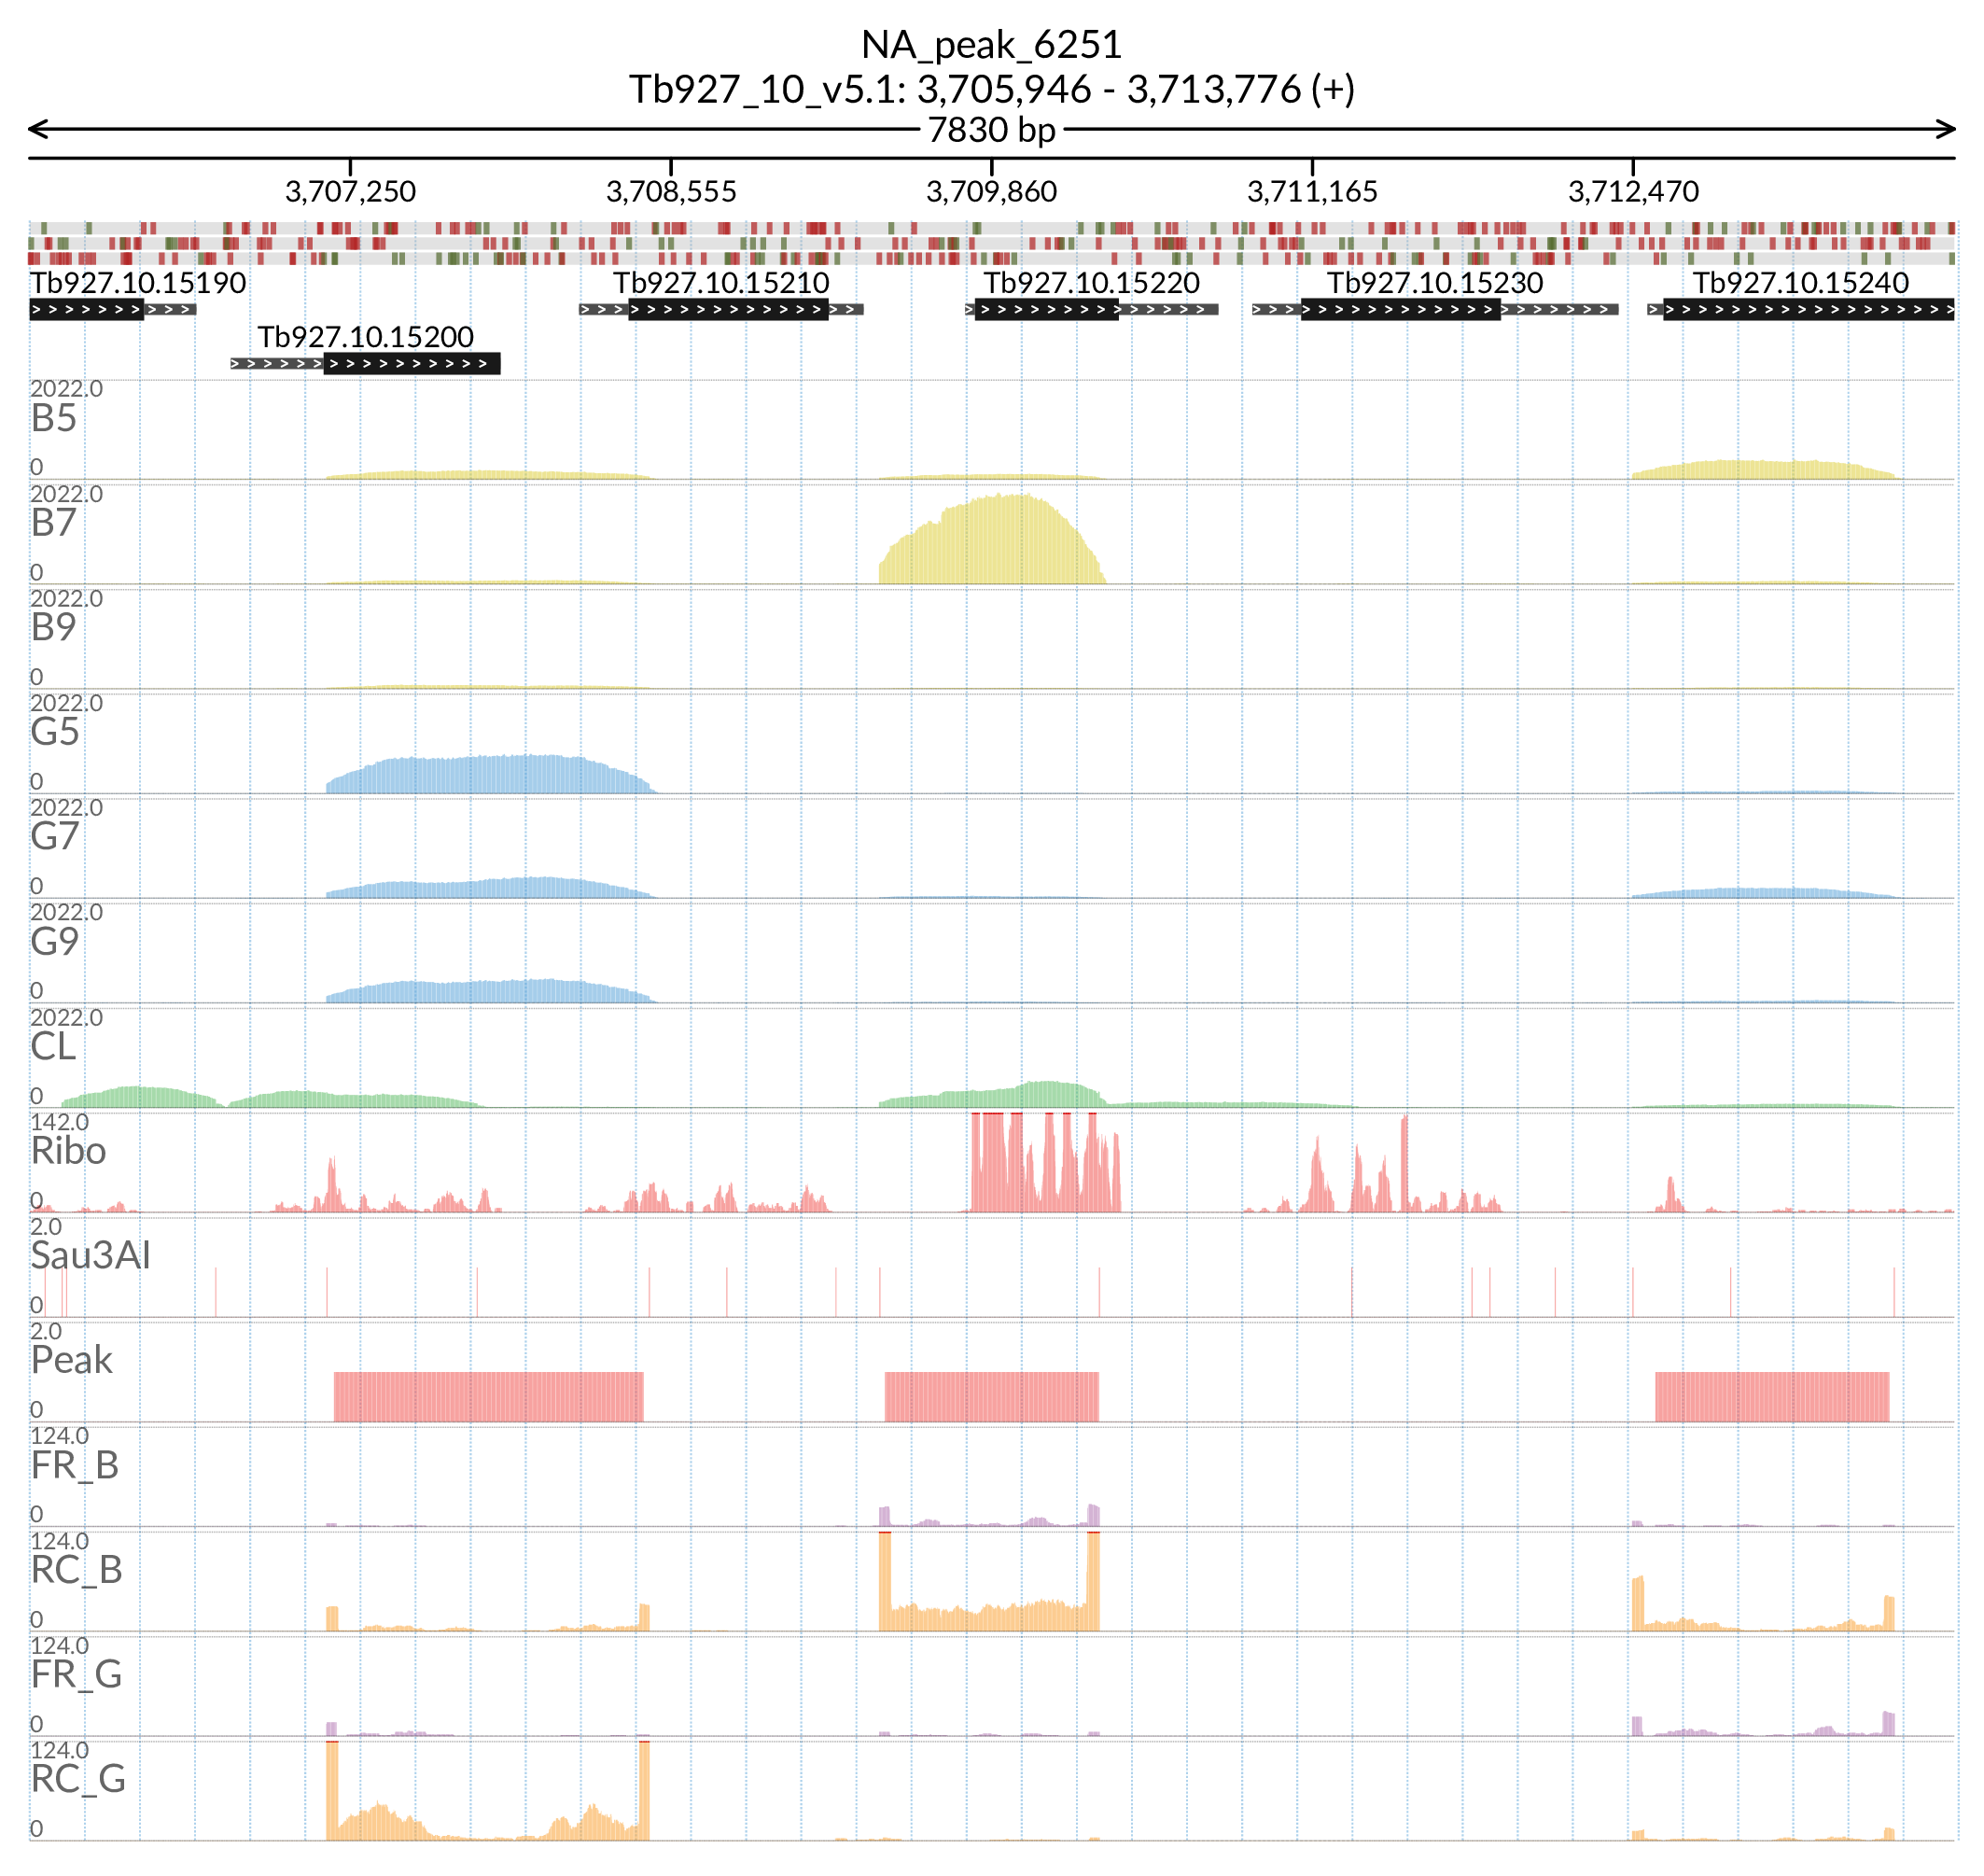 NA_peak_6251
Tb927_10_v5.1: 3,705,946 - 3,713,776 (+)
7830 bp
3,707,250 3,708,555 3,709,860 3,711,165 3,712,470
Tb927.10.15190 Tb927.10.15210 Tb927.10.15220 Tb927.10.15230 Tb927.10.15240
Tb927.10.15200
2022.0
B5
0
2022.0
B7
0
2022.0
B9
0
2022.0
G5
0
2022.0
G7
0
2022.0
G9
0
2022.0
CL
0
142.0
Ribo
0
2.0
Sau3AI
0
2.0
Peak
0
124.0
FR_B
0
124.0
RC_B
0
124.0
FR_G
0
124.0
RC_G
0